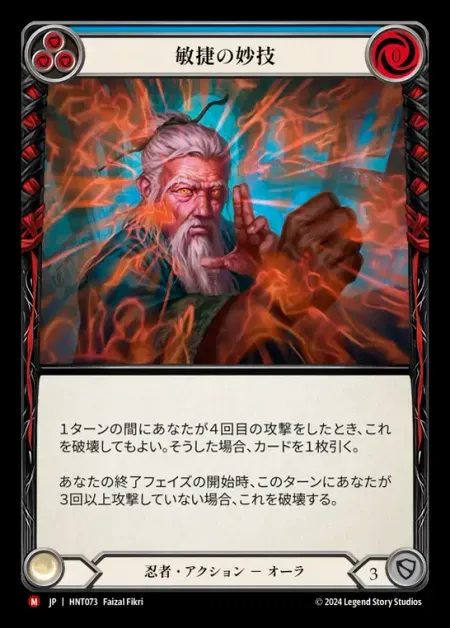 0
敏捷の妙技
1ターンの間にあなたが4回目の攻撃をしたとき、これ
を破壊してもよい。そうした場合、カードを1枚引く。
あなたの終了フェイズの開始時、このターンにあなたが
3回以上攻撃していない場合、これを破壊する。
忍者・アクション － オーラ
3
M JP | HNT073 Faizal Fikri
© 2024 Legend Story Studios